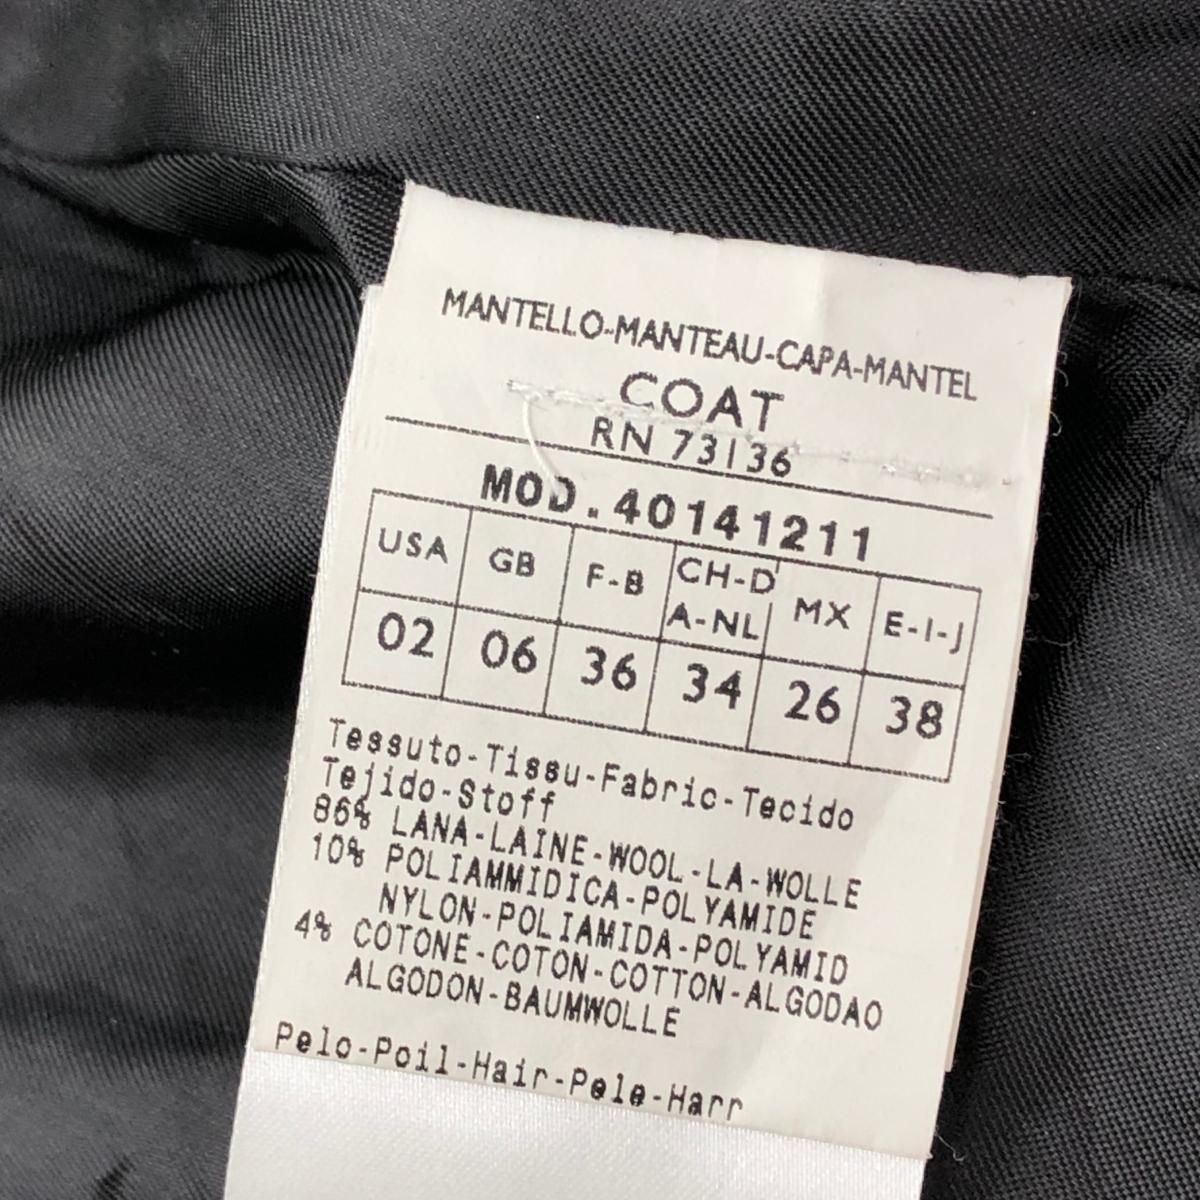 MANTELLO-MANTEAU-CAPA-MANTEL
COAT
RN 73136
MOD.40141211
USA GB F-B CH-D A-NL MX E-I-J
02 06 36 34 26 38
Tessuto-Tissu-Fabric-Tecido
Tejido-Stoff
86% LANA-LAINE-WOOL-LA-WOLLE
10% POLIAMMIDICA-POLYAMIDE
NYLON-POLIAMIDA-POLYAMID
4% COTONE-COTON-COTTON-ALGODAO
ALGODON-BAUMWOLLE
Pelo-Poil-Hair-Pele-Harr